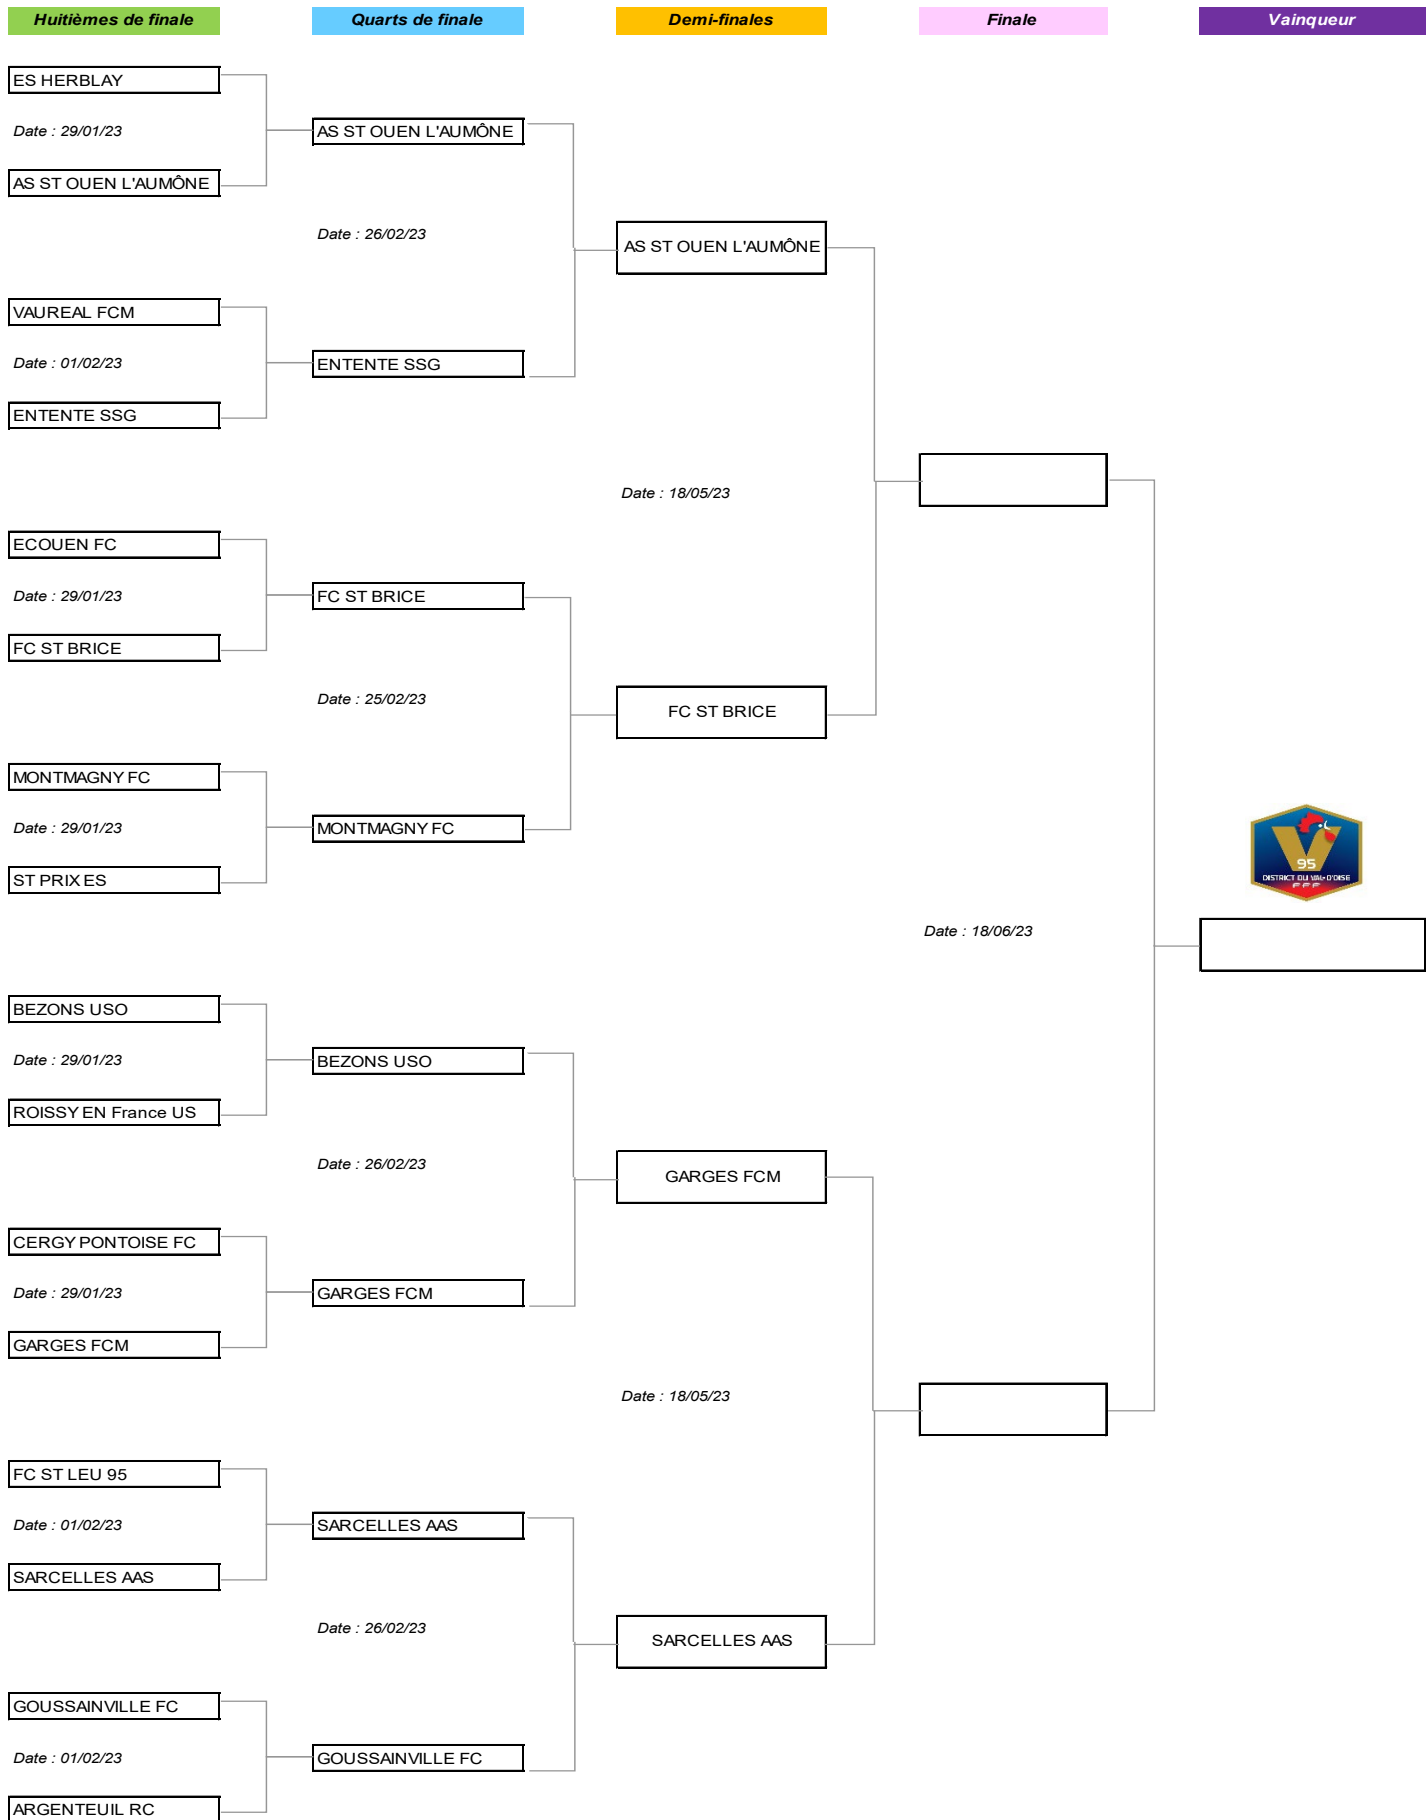 Huitièmes de finale
Quarts de finale
Demi-finales
Finale
Vainqueur
ES HERBLAY
Date : 29/01/23
AS ST OUEN L'AUMÔNE
AS ST OUEN L'AUMÔNE
Date : 26/02/23
AS ST OUEN L'AUMÔNE
VAUREAL FCM
Date : 01/02/23
ENTENTE SSG
ENTENTE SSG
Date : 18/05/23
ECOUEN FC
Date : 29/01/23
FC ST BRICE
FC ST BRICE
Date : 25/02/23
FC ST BRICE
MONTMAGNY FC
Date : 29/01/23
MONTMAGNY FC
ST PRIX ES
95
DISTRICT DU VAL-D'OISE
FFF
Date : 18/06/23
BEZONS USO
Date : 29/01/23
BEZONS USO
ROISSY EN France US
Date : 26/02/23
GARGES FCM
CERGY PONTOISE FC
Date : 29/01/23
GARGES FCM
GARGES FCM
Date : 18/05/23
FC ST LEU 95
Date : 01/02/23
SARCELLES AAS
SARCELLES AAS
Date : 26/02/23
SARCELLES AAS
GOUSSAINVILLE FC
Date : 01/02/23
GOUSSAINVILLE FC
ARGENTEUIL RC